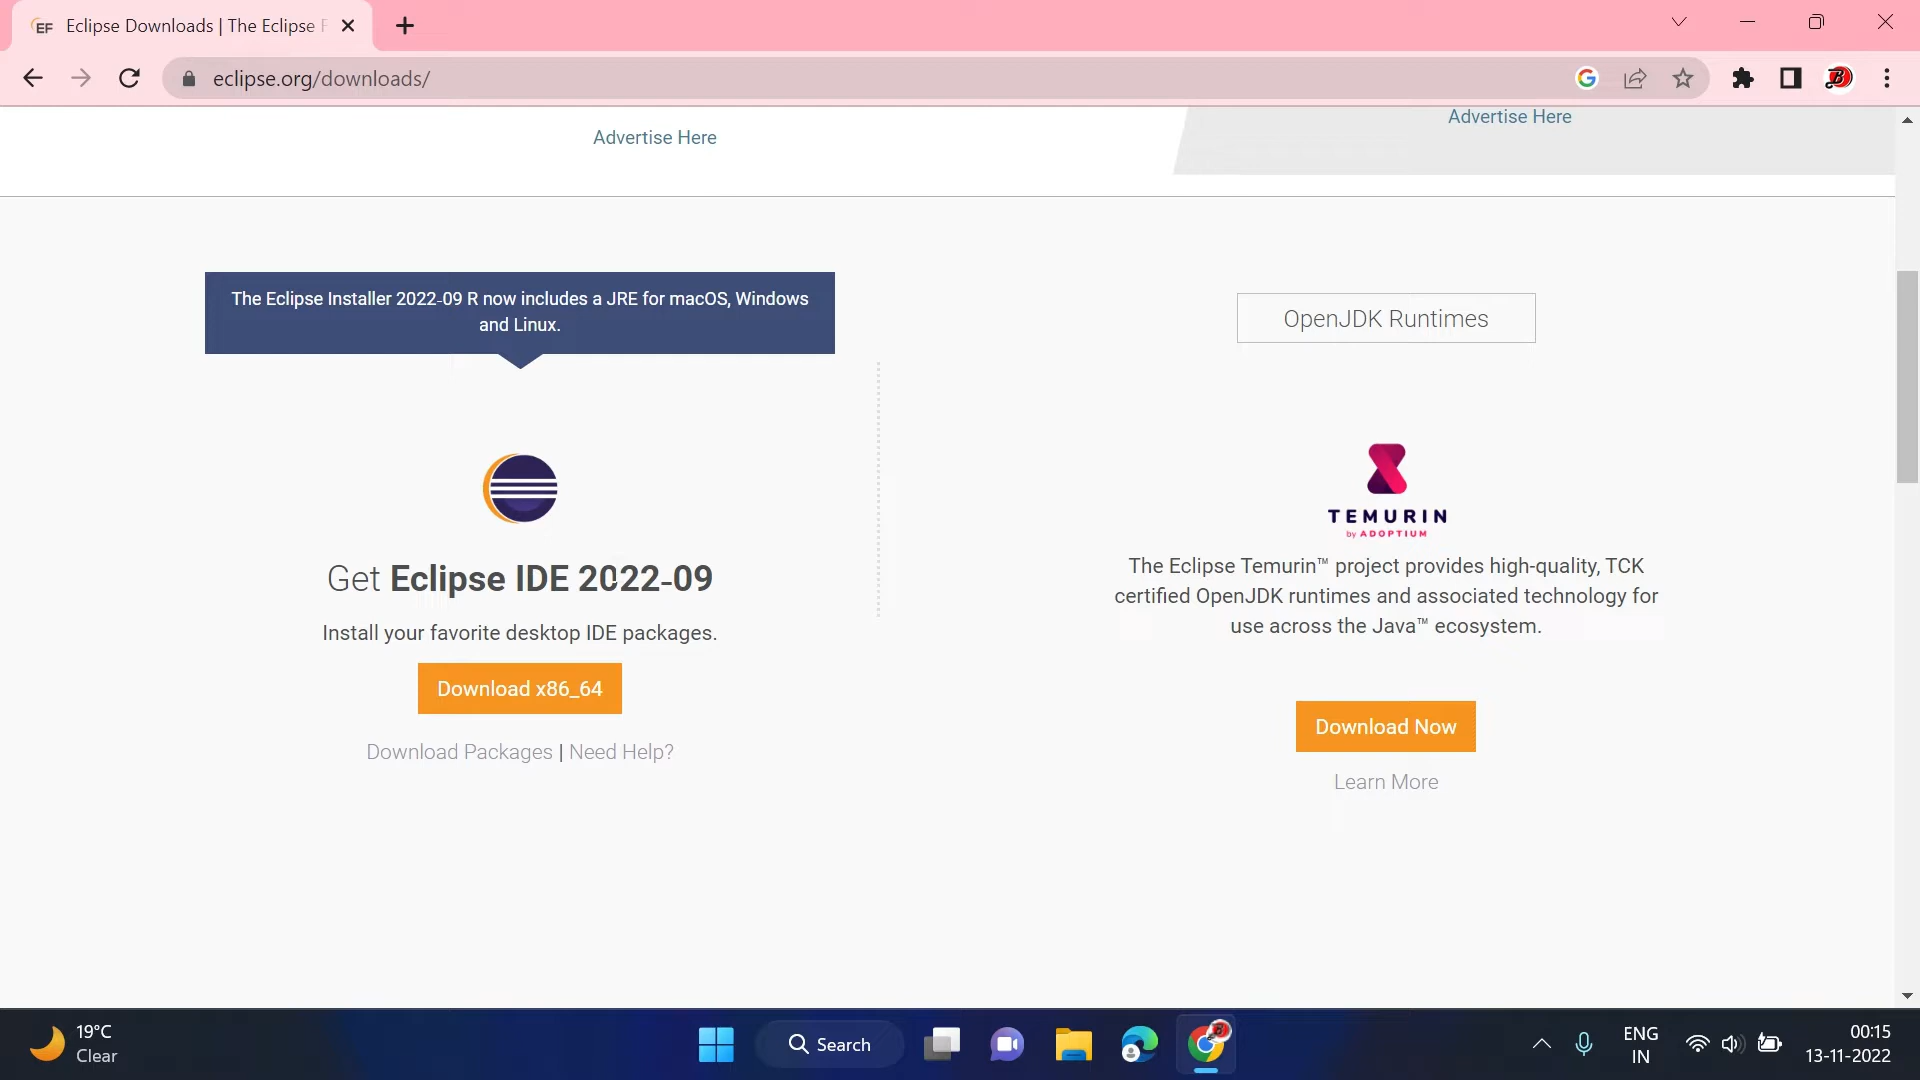 EF Eclipse Downloads | The Eclipse F
eclipse.org/downloads/
Advertise Here
Advertise Here
The Eclipse Installer 2022-09 R now includes a JRE for macOS, Windows
and Linux.
OpenJDK Runtimes
TEMURIN
by ADOPTIUM
Get Eclipse IDE 2022-09
Install your favorite desktop IDE packages.
Download x86_64
Download Packages | Need Help?
The Eclipse Temurin™ project provides high-quality, TCK
certified OpenJDK runtimes and associated technology for
use across the Java™ ecosystem.
Download Now
Learn More
19°C
Clear
Search
ENG
IN
00:15
13-11-2022